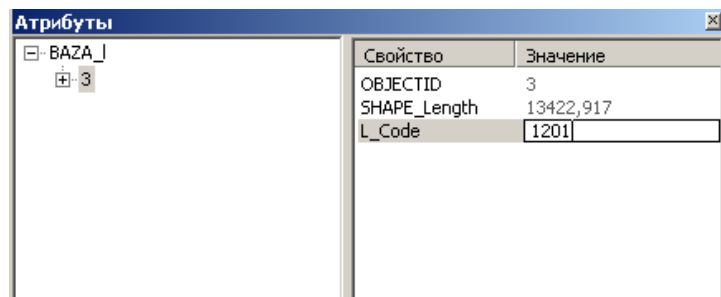 Атрибуты
BAZA_l
3
Свойство Значение
OBJECTID 3
SHAPE_Length 13422,917
L_Code 1201